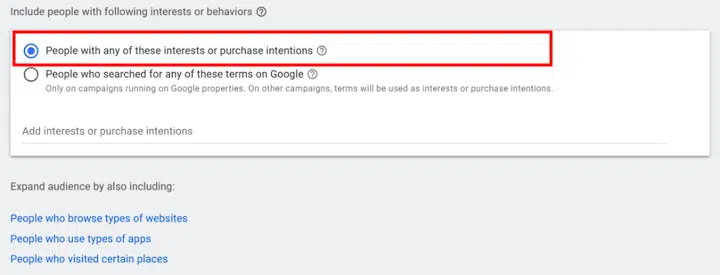 Include people with following interests or behaviors
People with any of these interests or purchase intentions
People who searched for any of these terms on Google
Only on campaigns running on Google properties. On other campaigns, terms will be used as interests or purchase intentions.
Add interests or purchase intentions
Expand audience by also including:
People who browse types of websites
People who use types of apps
People who visited certain places